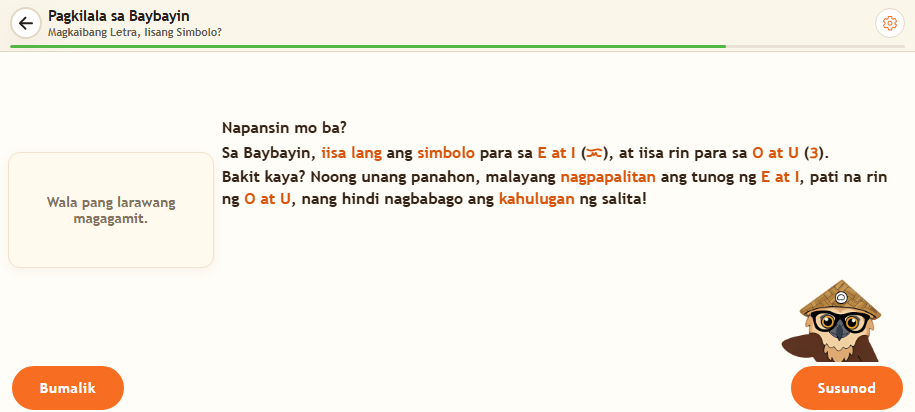 Pagkilala sa Baybayin
Magkaibang Letra, Iisang Simbolo?
Wala pang larawang
magagamit.
Napansin mo ba?
Sa Baybayin, iisa lang ang simbolo para sa E at I (ᜁ), at iisa rin para sa O at U (ᜂ).
Bakit kaya? Noong unang panahon, malayang nagpapalitan ang tunog ng E at I, pati na rin
ng O at U, nang hindi nagbabago ang kahulugan ng salita!
Bumalik
Susunod